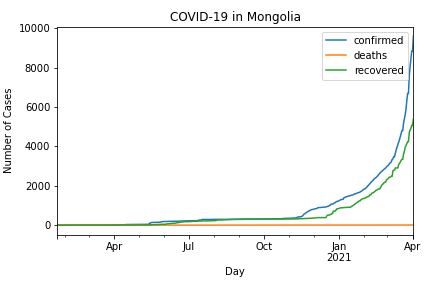 COVID-19 in Mongolia
confirmed
deaths
recovered
Number of Cases
10000
8000
6000
4000
2000
0
Apr
Jul
Oct
Jan
2021
Apr
Day